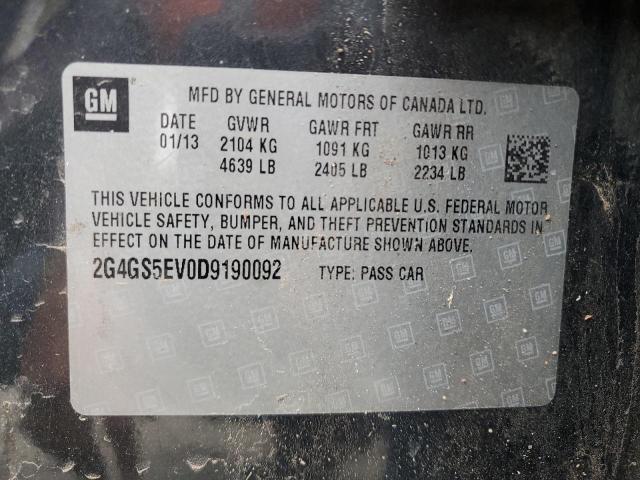 GM
MFD BY GENERAL MOTORS OF CANADA LTD.
DATE GVWR GAWR FRT GAWR RR
01/13 2104 KG 1091 KG 1013 KG
4639 LB 2405 LB 2234 LB
THIS VEHICLE CONFORMS TO ALL APPLICABLE U.S. FEDERAL MOTOR
VEHICLE SAFETY, BUMPER, AND THEFT PREVENTION STANDARDS IN
EFFECT ON THE DATE OF MANUFACTURE SHOWN ABOVE.
2G4GS5EV0D9190092 TYPE: PASS CAR